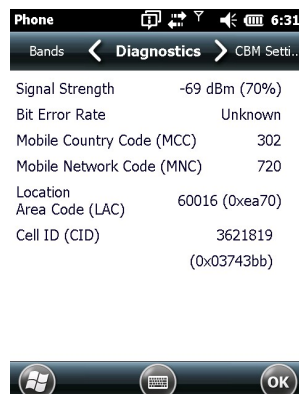 Phone 6:31
Bands Diagnostics CBM Setti..
Signal Strength -69 dBm (70%)
Bit Error Rate Unknown
Mobile Country Code (MCC) 302
Mobile Network Code (MNC) 720
Location
Area Code (LAC) 60016 (0xea70)
Cell ID (CID) 3621819
(0x03743bb)
OK